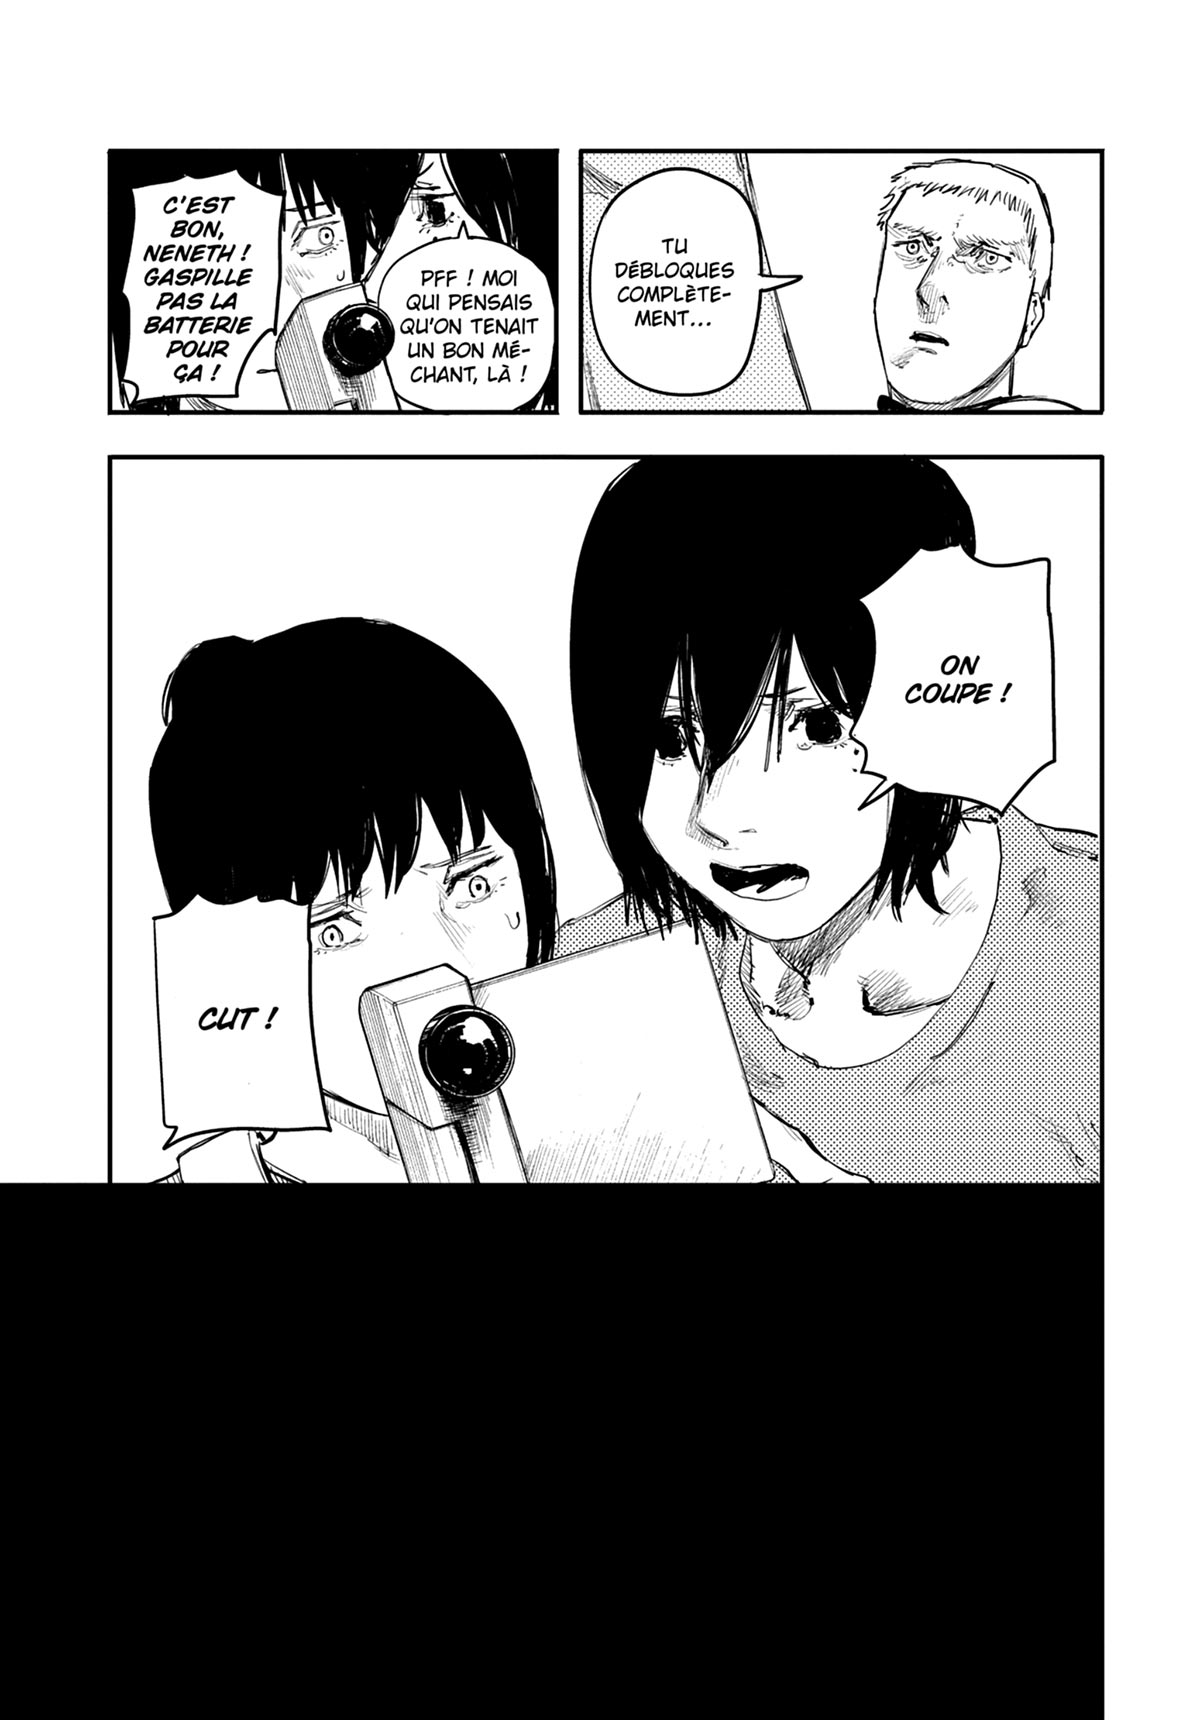 TU
DÉBLOQUES
COMPLÈTE-
MENT...
PFF ! MOI
QUI PENSAIS
QU'ON TENAIT
UN BON MÉ-
CHANT, LÀ !
C'EST
BON,
NENETH !
GASPILLE
PAS LA
BATTERIE
POUR
ÇA !
ON
COUPE !
CUT !